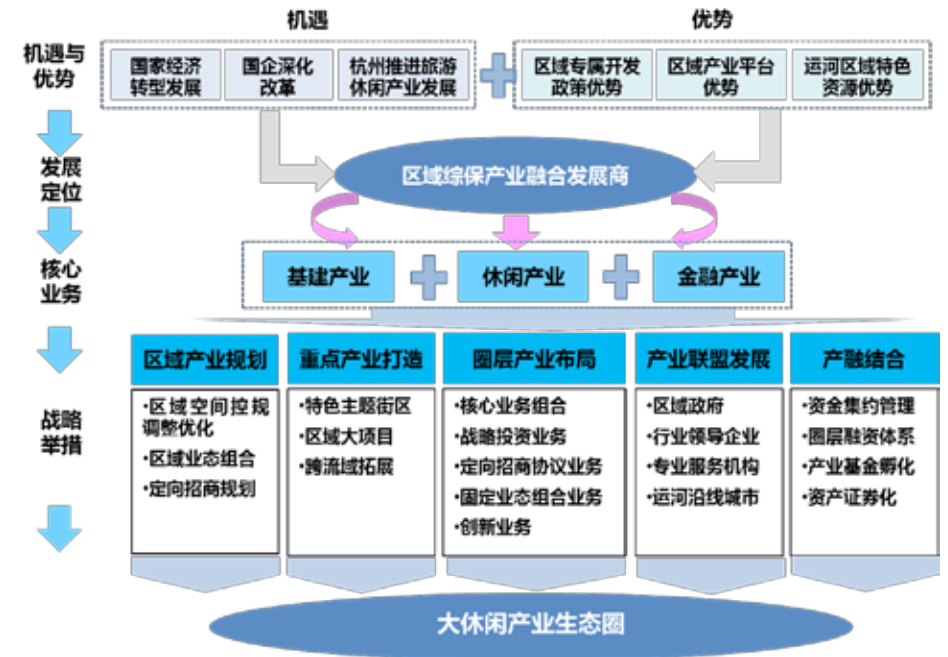 机遇
优势
机遇与
优势
国家经济
转型发展
国企深化
改革
杭州推进旅游
休闲产业发展
区域专属开发
政策优势
区域产业平台
优势
运河区域特色
资源优势
发展
定位
区域综保产业融合发展商
核心
业务
基建产业
休闲产业
金融产业
战略
举措
区域产业规划
·区域空间控规
调整优化
·区域业态组合
·定向招商规划
重点产业打造
·特色主题街区
·区域大项目
·跨流域拓展
圈层产业布局
·核心业务组合
·战略投资业务
·定向招商协议业务
·固定业态组合业务
·创新业务
产业联盟发展
·区域政府
·行业领导企业
·专业服务机构
·运河沿线城市
产融结合
·资金集约管理
·圈层融资体系
·产业基金孵化
·资产证券化
大休闲产业生态圈